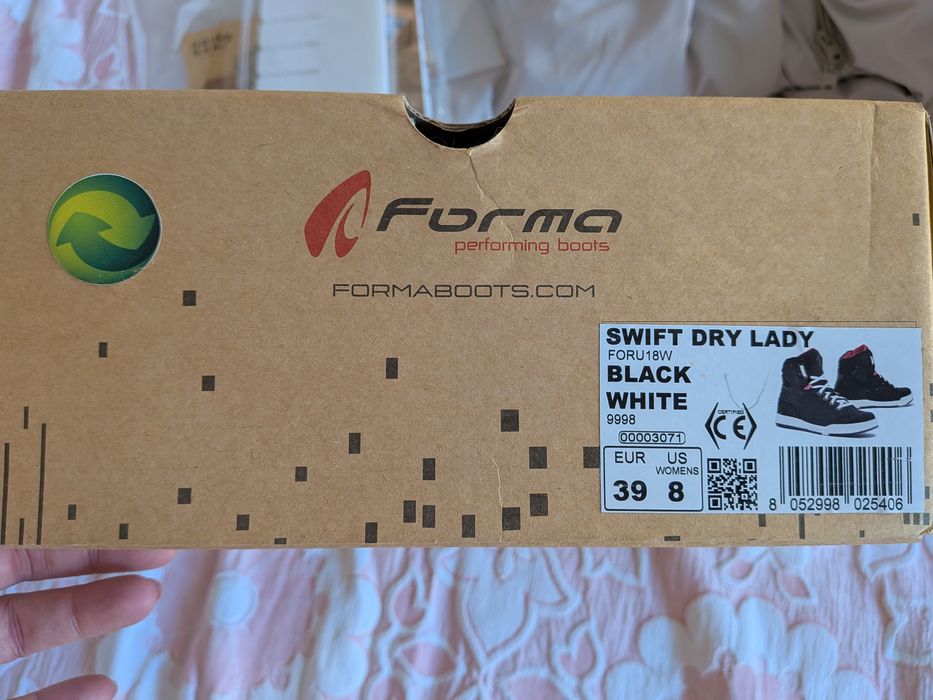 Forma
performing boots
FORMABOOTS.COM
SWIFT DRY LADY
FORU18W
BLACK
WHITE
9998
00003071
CERTIFIED
CE
EUR US
WOMENS
39 8
8 052998 025406